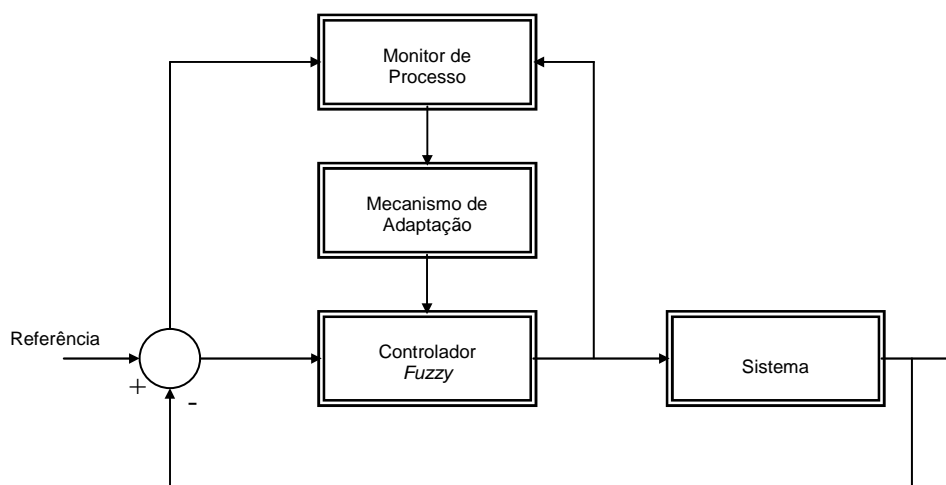 Monitor de
Processo
Mecanismo de
Adaptação
Referência
Controlador
Fuzzy
Sistema
+
-